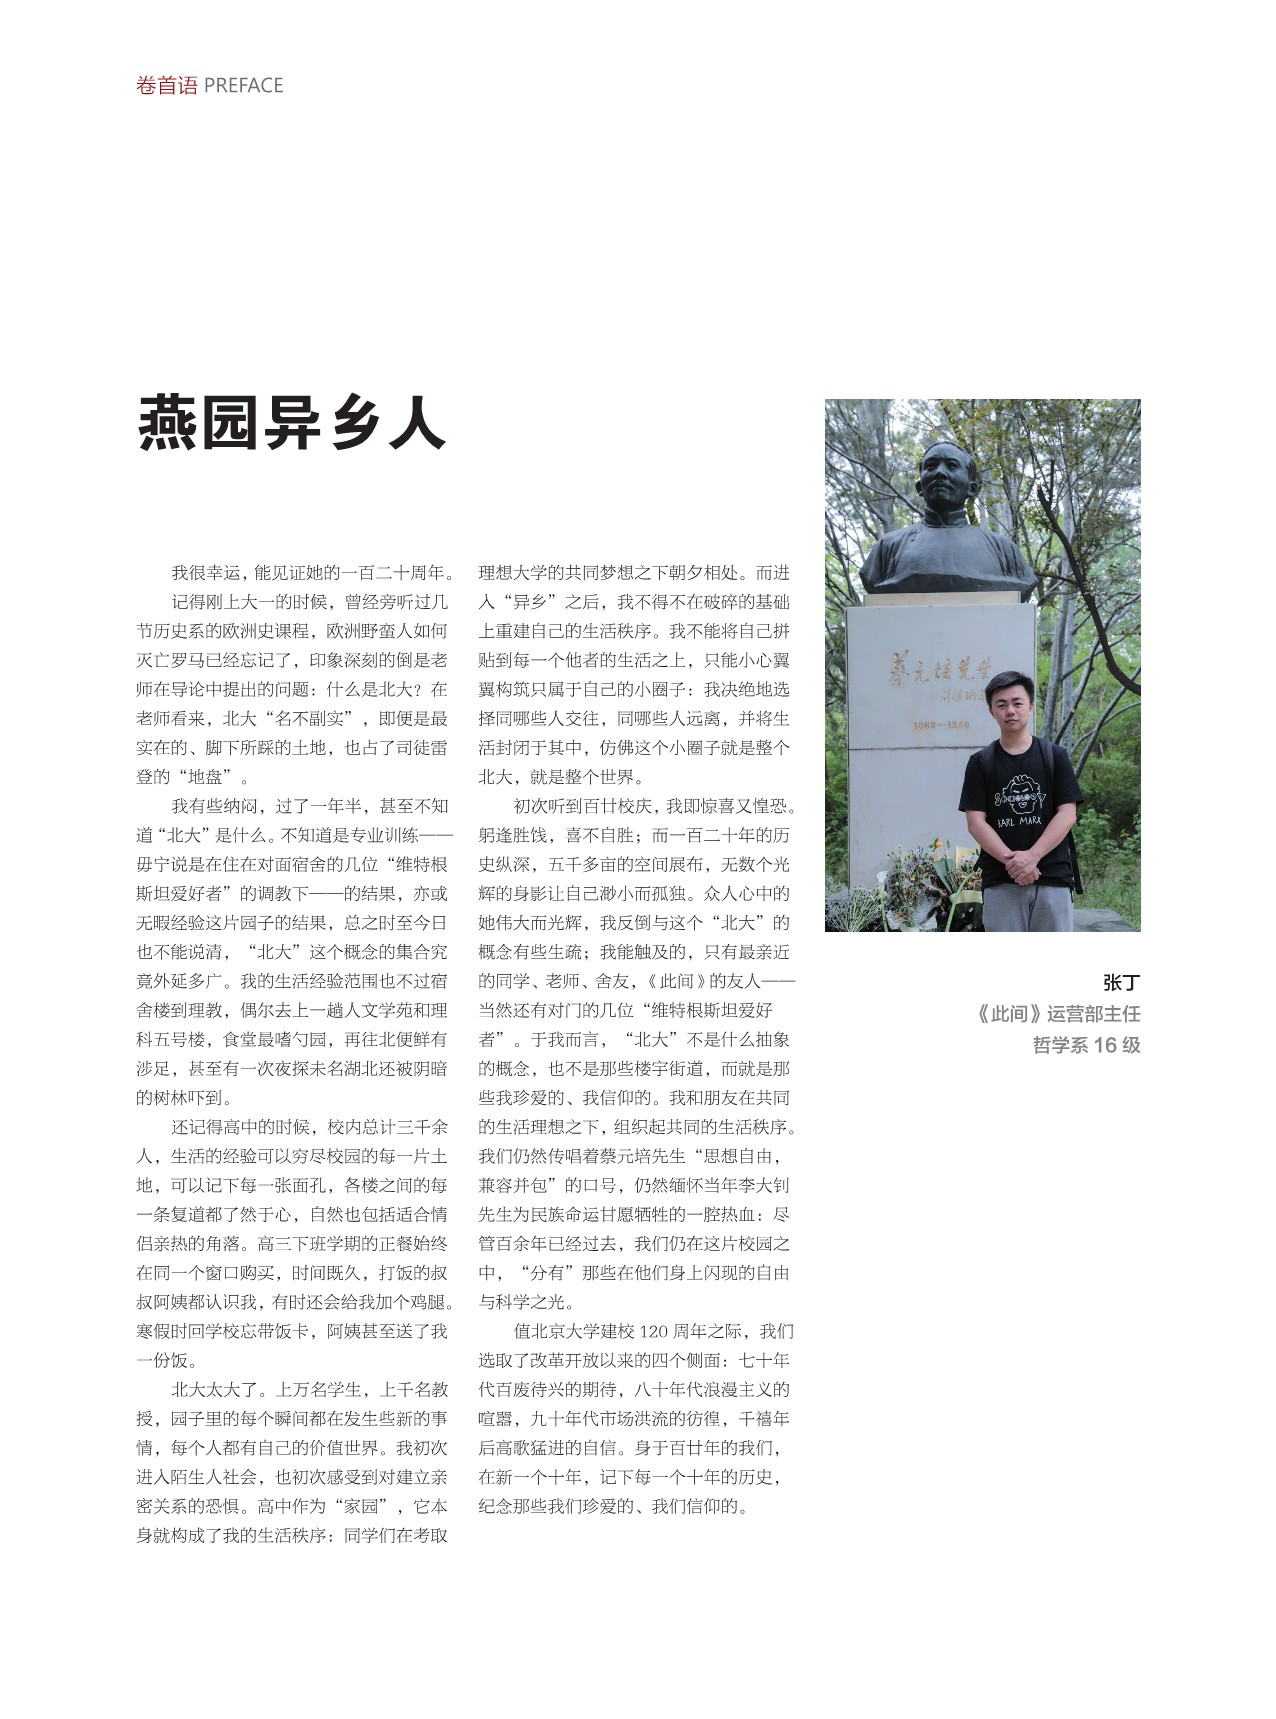 卷首语 PREFACE
燕园异乡人
我很幸运，能见证她的一百二十周年。
记得刚上大一的时候，曾经旁听过几
节历史系的欧洲史课程，欧洲野蛮人如何
灭亡罗马已经忘记了，印象深刻的倒是老
师在导论中提出的问题：什么是北大？在
老师看来，北大“名不副实”，即便是最
实在的、脚下所踩的土地，也占了司徒雷
登的“地盘”。
我有些纳闷，过了一年半，甚至不知
道“北大”是什么。不知道是专业训练——
毋宁说是在住在对面宿舍的几位“维特根
斯坦爱好者”的调教下——的结果，亦或
无暇经验这片园子的结果，总之时至今日
也不能说清，“北大”这个概念的集合究
竟外延多广。我的生活经验范围也不过宿
舍楼到理教，偶尔去上一趟人文学苑和理
科五号楼，食堂最嗜勺园，再往北便鲜有
涉足，甚至有一次夜探未名湖北还被阴暗
的树林吓到。
还记得高中的时候，校内总计三千余
人，生活的经验可以穷尽校园的每一片土
地，可以记下每一张面孔，各楼之间的每
一条复道都了然于心，自然也包括适合情
侣亲热的角落。高三下班学期的正餐始终
在同一个窗口购买，时间既久，打饭的叔
叔阿姨都认识我，有时还会给我加个鸡腿。
寒假时回学校忘带饭卡，阿姨甚至送了我
一份饭。
北大太大了。上万名学生，上千名教
授，园子里的每个瞬间都在发生些新的事
情，每个人都有自己的价值世界。我初次
进入陌生人社会，也初次感受到对建立亲
密关系的恐惧。高中作为“家园”，它本
身就构成了我的生活秩序：同学们在考取
理想大学的共同梦想之下朝夕相处。而进
入“异乡”之后，我不得不在破碎的基础
上重建自己的生活秩序。我不能将自己拼
贴到每一个他者的生活之上，只能小心翼
翼构筑只属于自己的小圈子：我决绝地选
择同哪些人交往，同哪些人远离，并将生
活封闭于其中，仿佛这个小圈子就是整个
北大，就是整个世界。
初次听到百廿校庆，我即惊喜又惶恐。
躬逢胜饯，喜不自胜；而一百二十年的历
史纵深，五千多亩的空间展布，无数个光
辉的身影让自己渺小而孤独。众人心中的
她伟大而光辉，我反倒与这个“北大”的
概念有些生疏；我能触及的，只有最亲近
的同学、老师、舍友，《此间》的友人——
当然还有对门的几位“维特根斯坦爱好
者”。于我而言，“北大”不是什么抽象
的概念，也不是那些楼宇街道，而就是那
些我珍爱的、我信仰的。我和朋友在共同
的生活理想之下，组织起共同的生活秩序。
我们仍然传唱着蔡元培先生“思想自由，
兼容并包”的口号，仍然缅怀当年李大钊
先生为民族命运甘愿牺牲的一腔热血：尽
管百余年已经过去，我们仍在这片校园之
中，“分有”那些在他们身上闪现的自由
与科学之光。
值北京大学建校 120 周年之际，我们
选取了改革开放以来的四个侧面：七十年
代百废待兴的期待，八十年代浪漫主义的
喧嚣，九十年代市场洪流的彷徨，千禧年
后高歌猛进的自信。身于百廿年的我们，
在新一个十年，记下每一个十年的历史，
纪念那些我们珍爱的、我们信仰的。
蔡元培先生
1868－1940
SOCIOLOGY
KARL MARX
张丁
《此间》运营部主任
哲学系 16 级